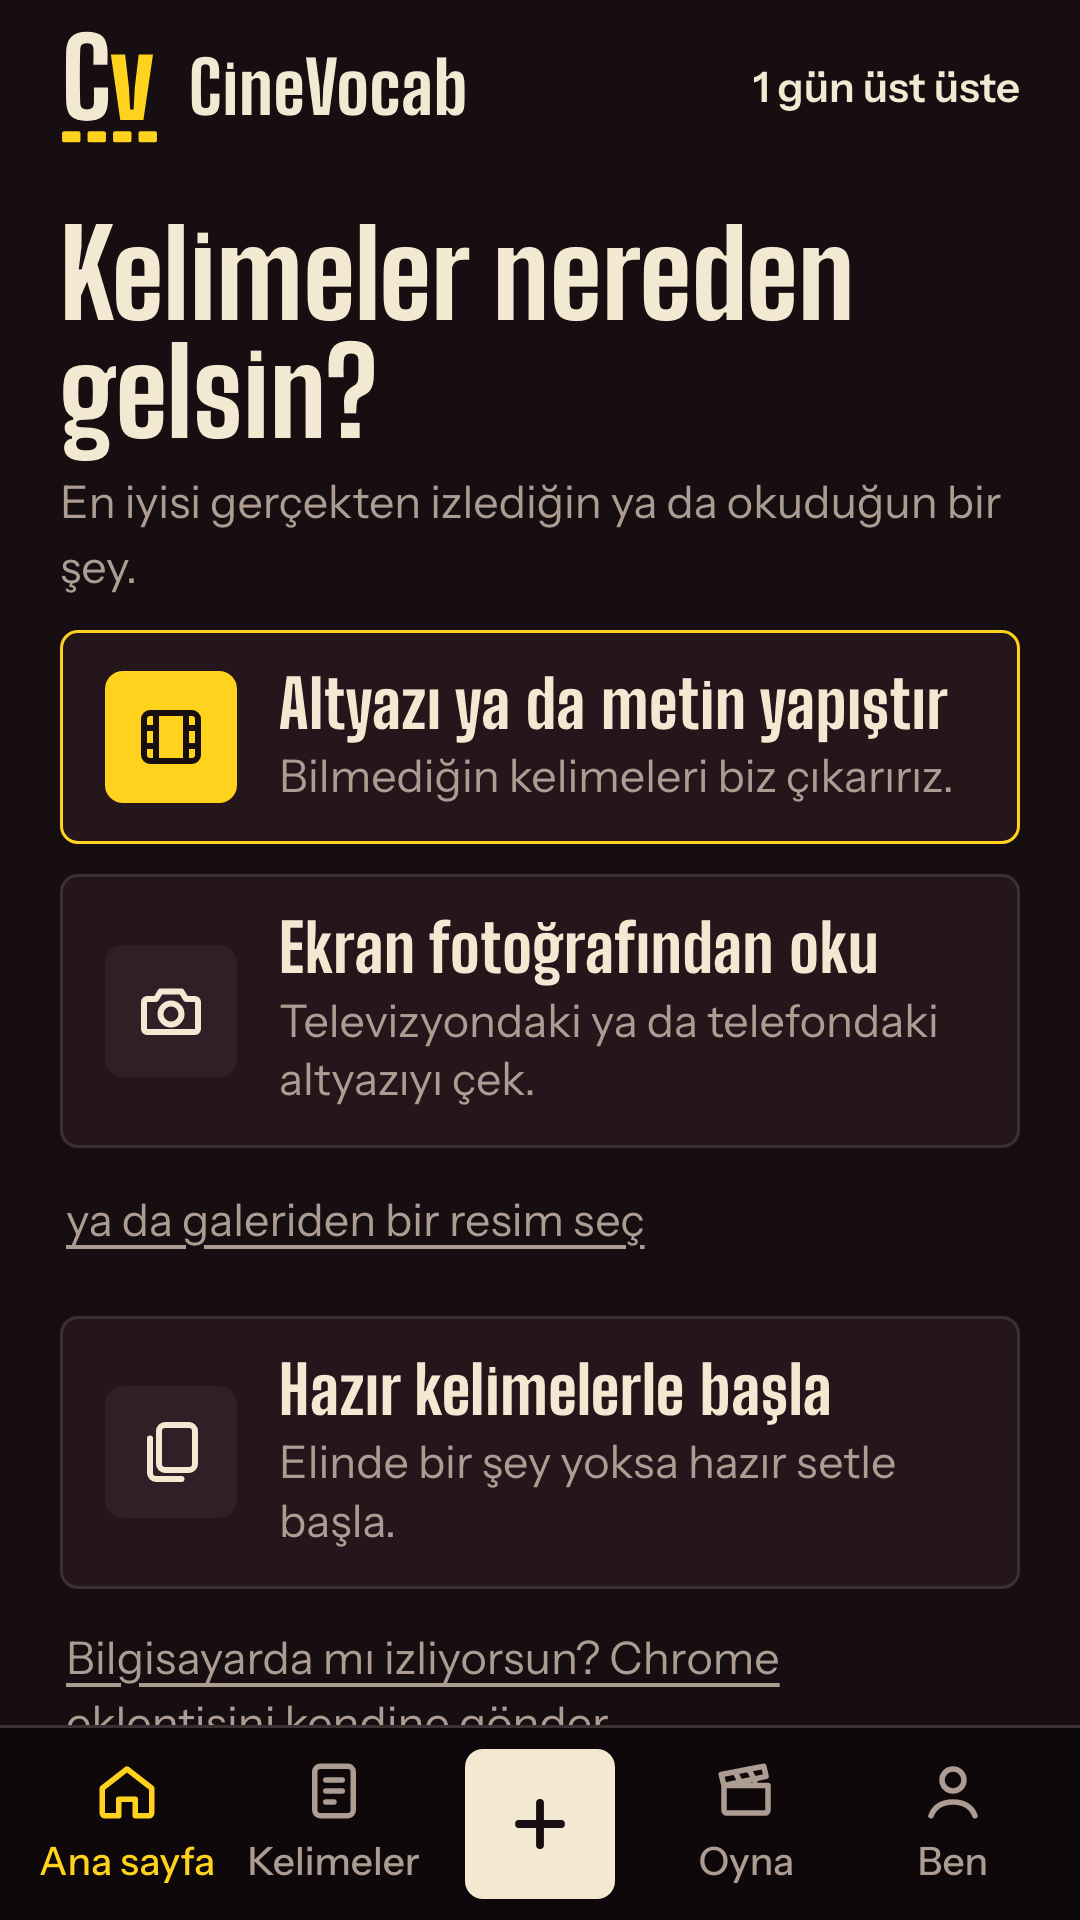 Cv CineVocab 1 gün üst üste
Kelimeler nereden
gelsin?
En iyisi gerçekten izlediğin ya da okuduğun bir
şey.
Altyazı ya da metin yapıştır
Bilmediğin kelimeleri biz çıkarırız.
Ekran fotoğrafından oku
Televizyondaki ya da telefondaki
altyazıyı çek.
ya da galeriden bir resim seç
Hazır kelimelerle başla
Elinde bir şey yoksa hazır setle
başla.
Bilgisayarda mı izliyorsun? Chrome
eklentisini kendine gönder
Ana sayfa Kelimeler Oyna Ben